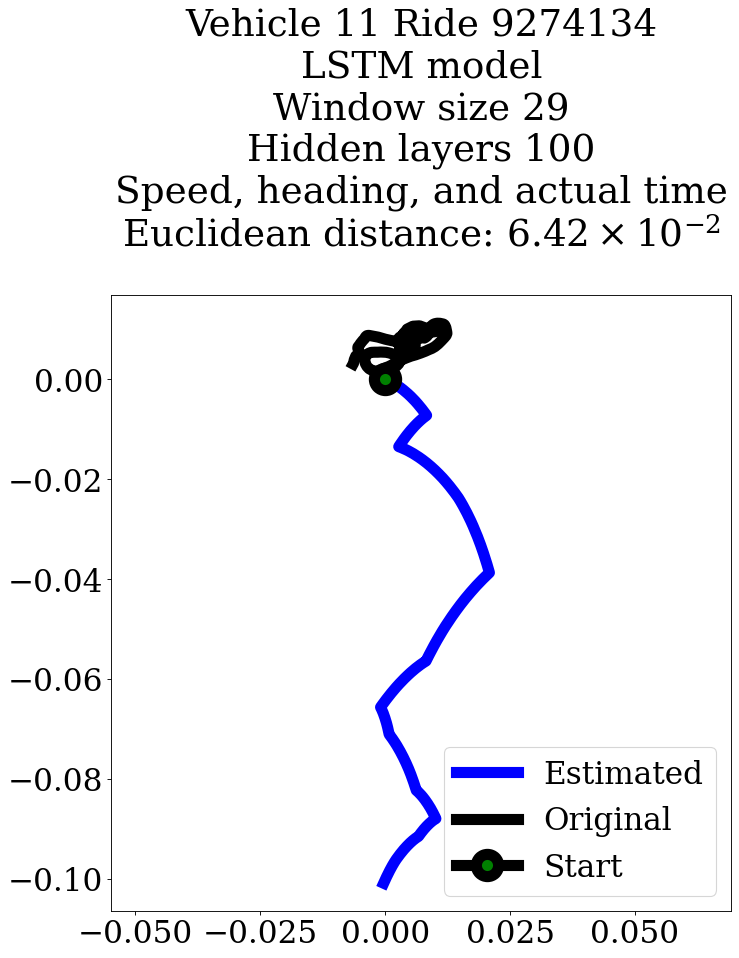 Vehicle 11 Ride 9274134
LSTM model
Window size 29
Hidden layers 100
Speed, heading, and actual time
Euclidean distance: 6.42 × 10⁻²
0.00
−0.02
−0.04
−0.06
−0.08
−0.10
−0.050 −0.025 0.000 0.025 0.050
Estimated
Original
Start